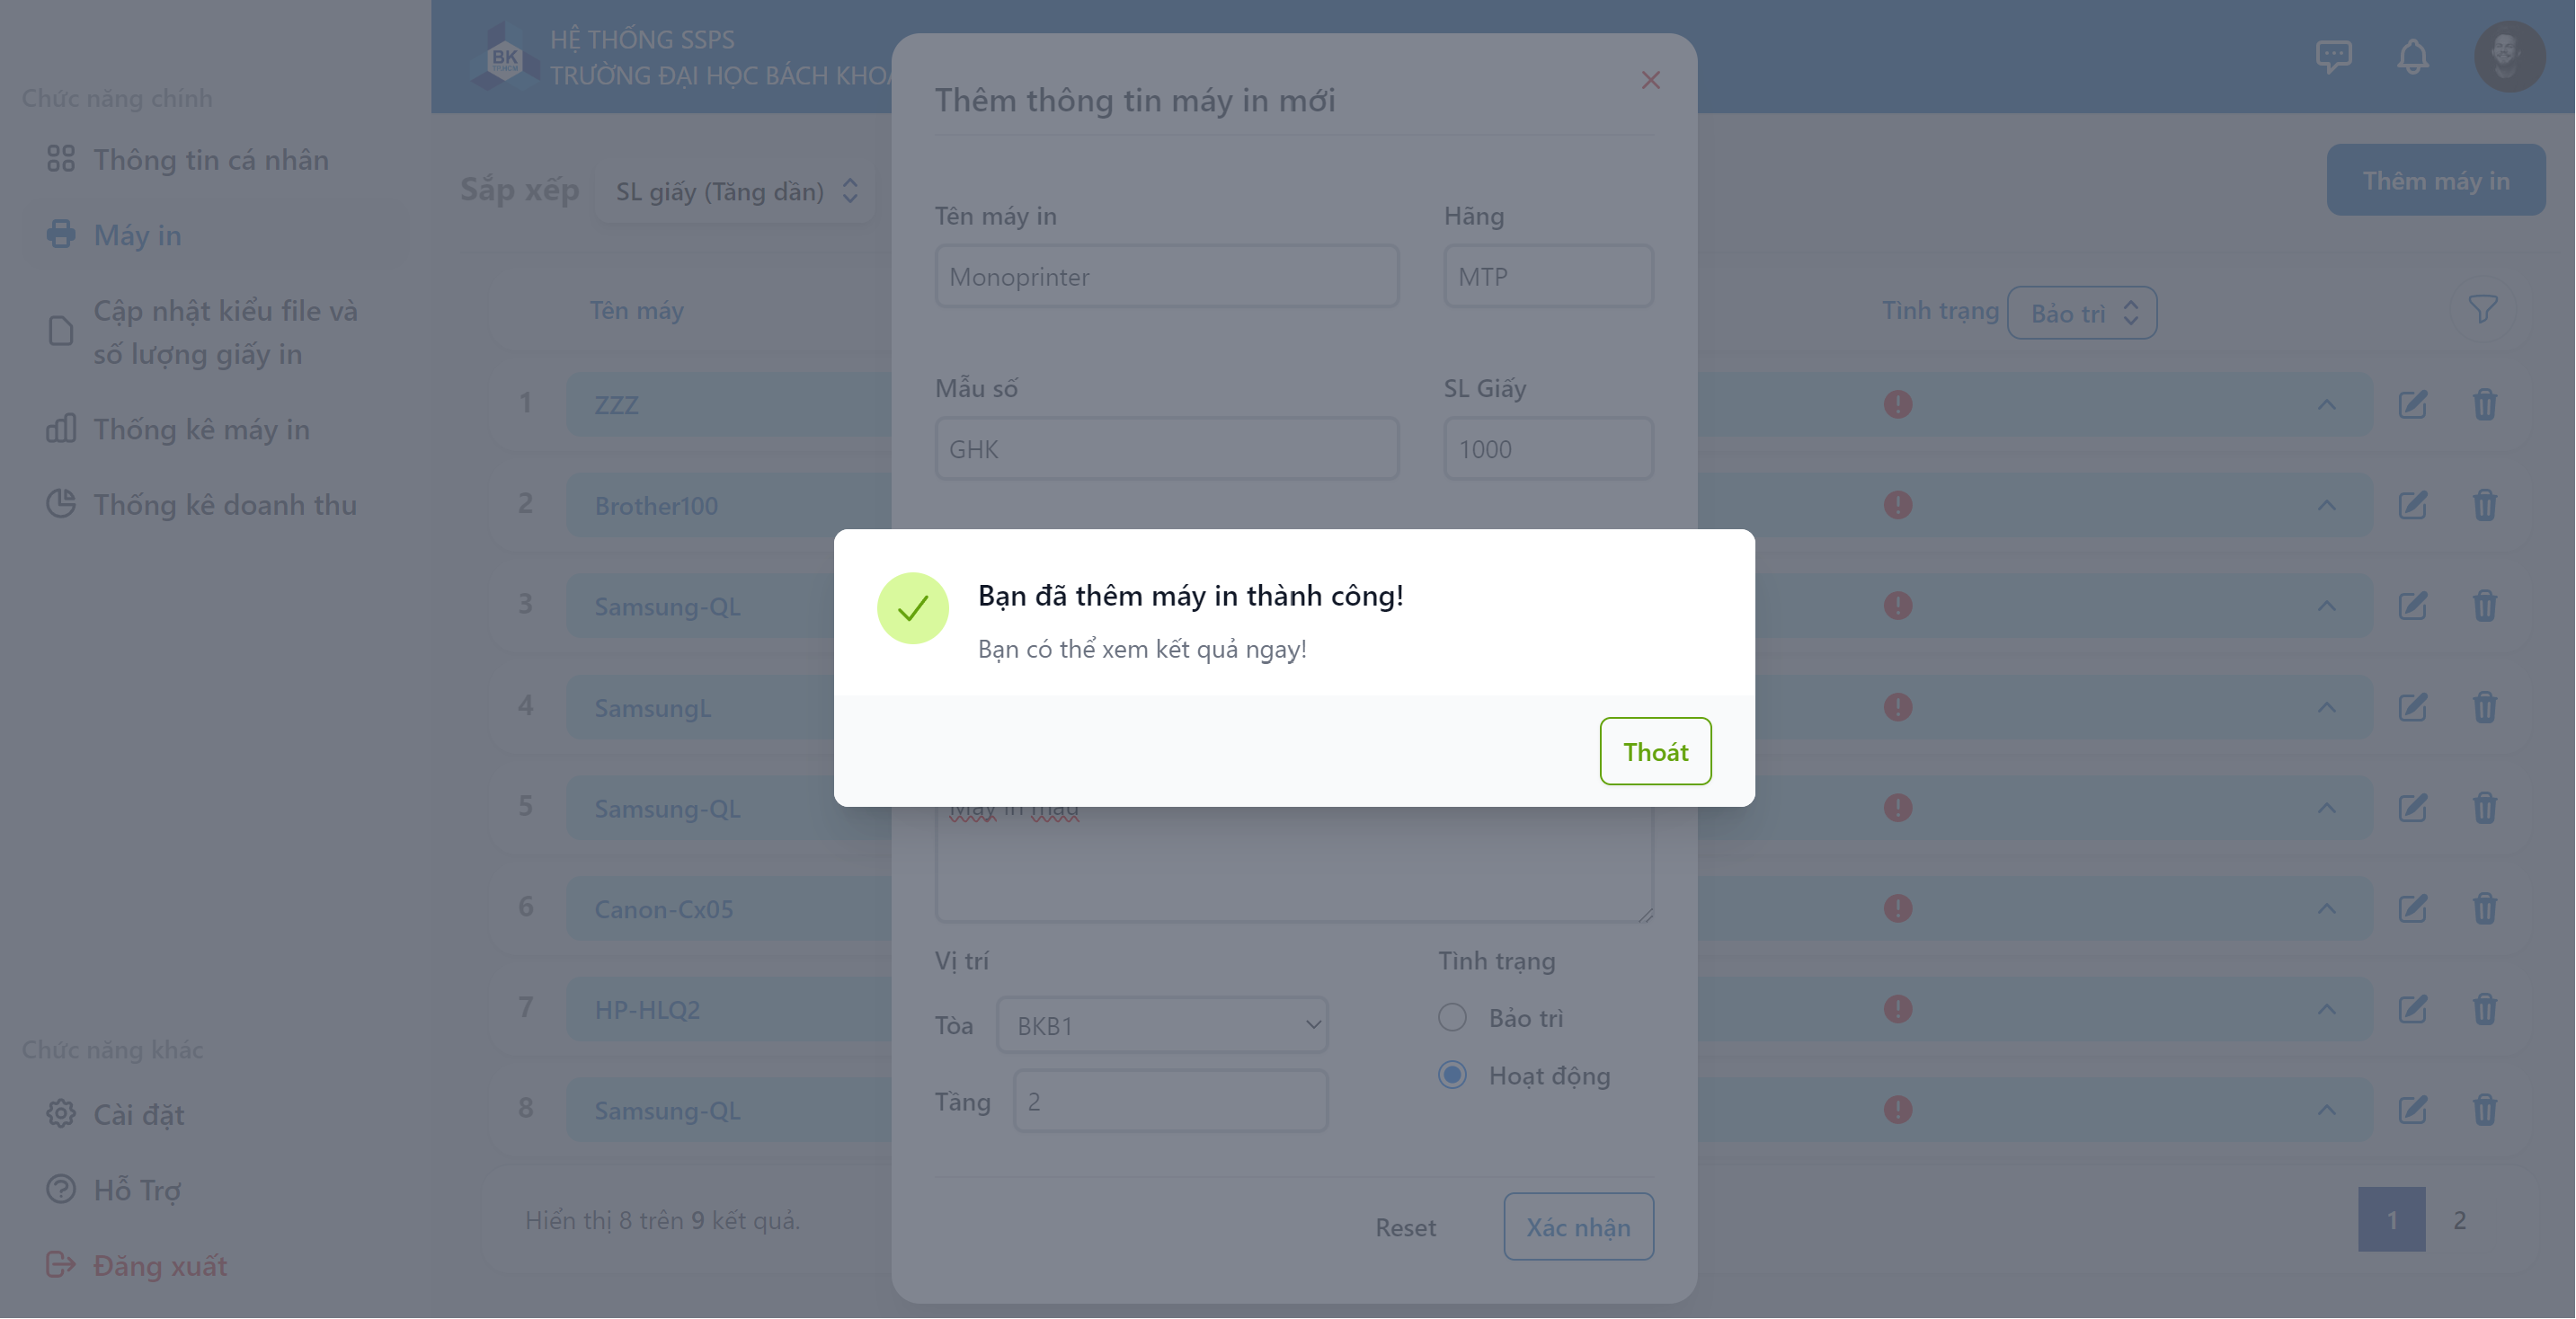 Chức năng chính
Thông tin cá nhân
Máy in
Cập nhật kiểu file và
số lượng giấy in
Thống kê máy in
Thống kê doanh thu
Chức năng khác
Cài đặt
Hỗ Trợ
Đăng xuất
BK
TP.HCM
HỆ THỐNG SSPS
TRƯỜNG ĐẠI HỌC BÁCH KHOA
Sắp xếp
SL giấy (Tăng dần)
Thêm máy in
Tên máy
Tình trạng
Bảo trì
1
ZZZ
2
Brother100
3
Samsung-QL
4
SamsungL
5
Samsung-QL
6
Canon-Cx05
7
HP-HLQ2
8
Samsung-QL
Hiển thị 8 trên 9 kết quả.
1
2
Thêm thông tin máy in mới
Tên máy in
Hãng
Monoprinter
MTP
Mẫu số
SL Giấy
GHK
1000
Bạn đã thêm máy in thành công!
Bạn có thể xem kết quả ngay!
Thoát
Máy in màu
Vị trí
Tình trạng
Tòa
BKB1
Bảo trì
Hoạt động
Tầng
2
Reset
Xác nhận